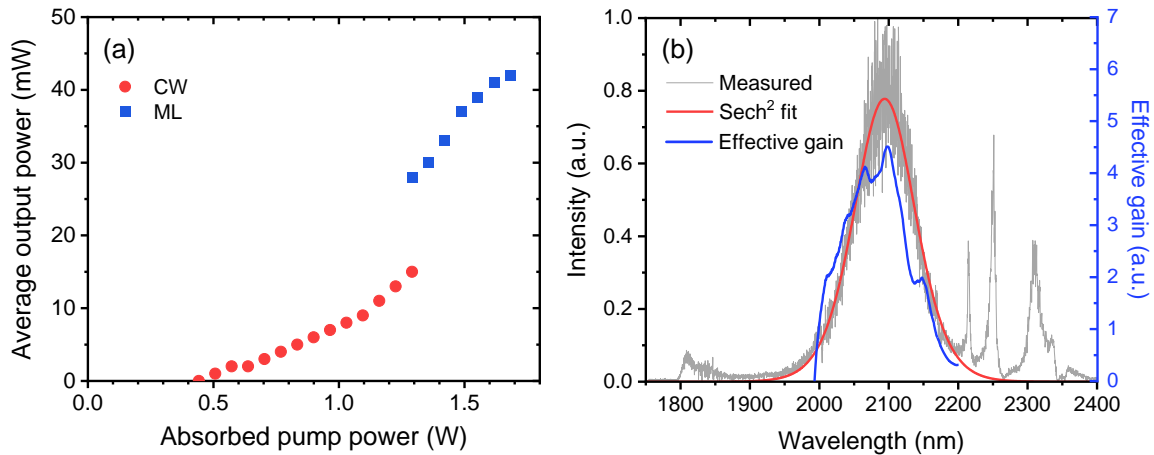 (a)
CW
ML
Average output power (mW)
50
40
30
20
10
0
0.0 0.5 1.0 1.5
Absorbed pump power (W)
(b)
Measured
Sech² fit
Effective gain
Intensity (a.u.)
1.0
0.8
0.6
0.4
0.2
0.0
1800 1900 2000 2100 2200 2300 2400
Wavelength (nm)
7
6
5
4
3
2
1
0
Effective gain (a.u.)